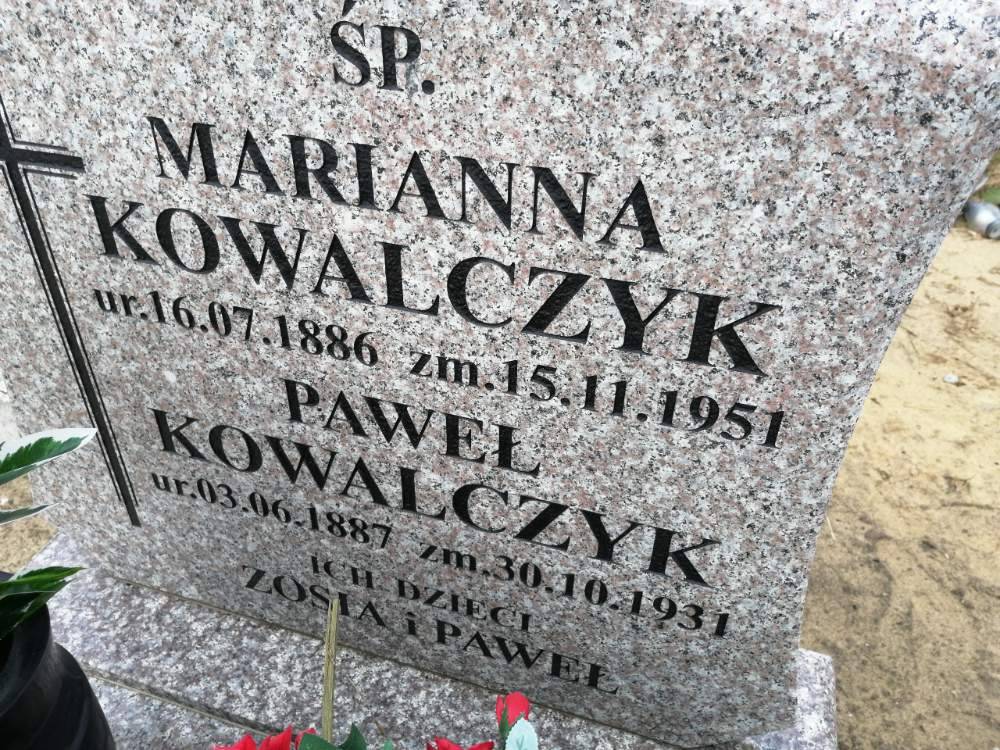 ŚP.
MARIANNA
KOWALCZYK
ur.16.07.1886 zm.15.11.1951
PAWEŁ
KOWALCZYK
ur.03.06.1887 zm.30.10.1931
ICH DZIECI
ZOSIA i PAWEŁ